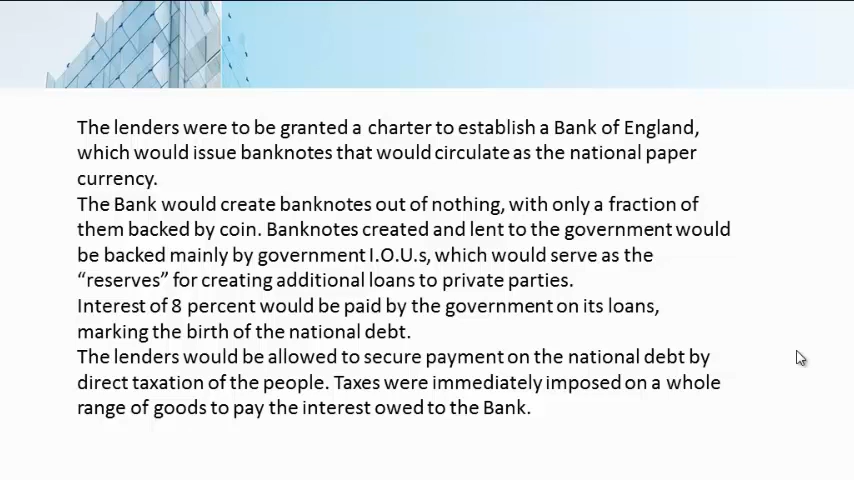 The lenders were to be granted a charter to establish a Bank of England,
which would issue banknotes that would circulate as the national paper
currency.
The Bank would create banknotes out of nothing, with only a fraction of
them backed by coin. Banknotes created and lent to the government would
be backed mainly by government I.O.U.s, which would serve as the
“reserves” for creating additional loans to private parties.
Interest of 8 percent would be paid by the government on its loans,
marking the birth of the national debt.
The lenders would be allowed to secure payment on the national debt by
direct taxation of the people. Taxes were immediately imposed on a whole
range of goods to pay the interest owed to the Bank.